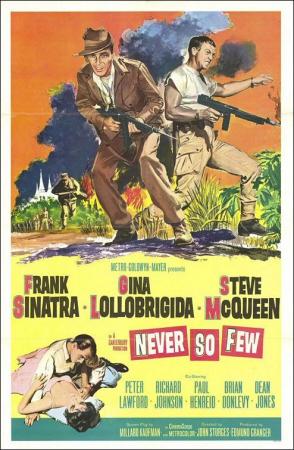 METRO-GOLDWYN-MAYER presents
FRANK SINATRA · GINA LOLLOBRIGIDA · STEVE McQUEEN
IN A CANTERBURY PRODUCTION
NEVER SO FEW
Co-Starring
PETER LAWFORD RICHARD JOHNSON PAUL HENREID BRIAN DONLEVY DEAN JONES
Screen Play by MILLARD KAUFMAN
In CinemaScope and METROCOLOR
Directed by JOHN STURGES
Produced by EDMUND GRAINGER